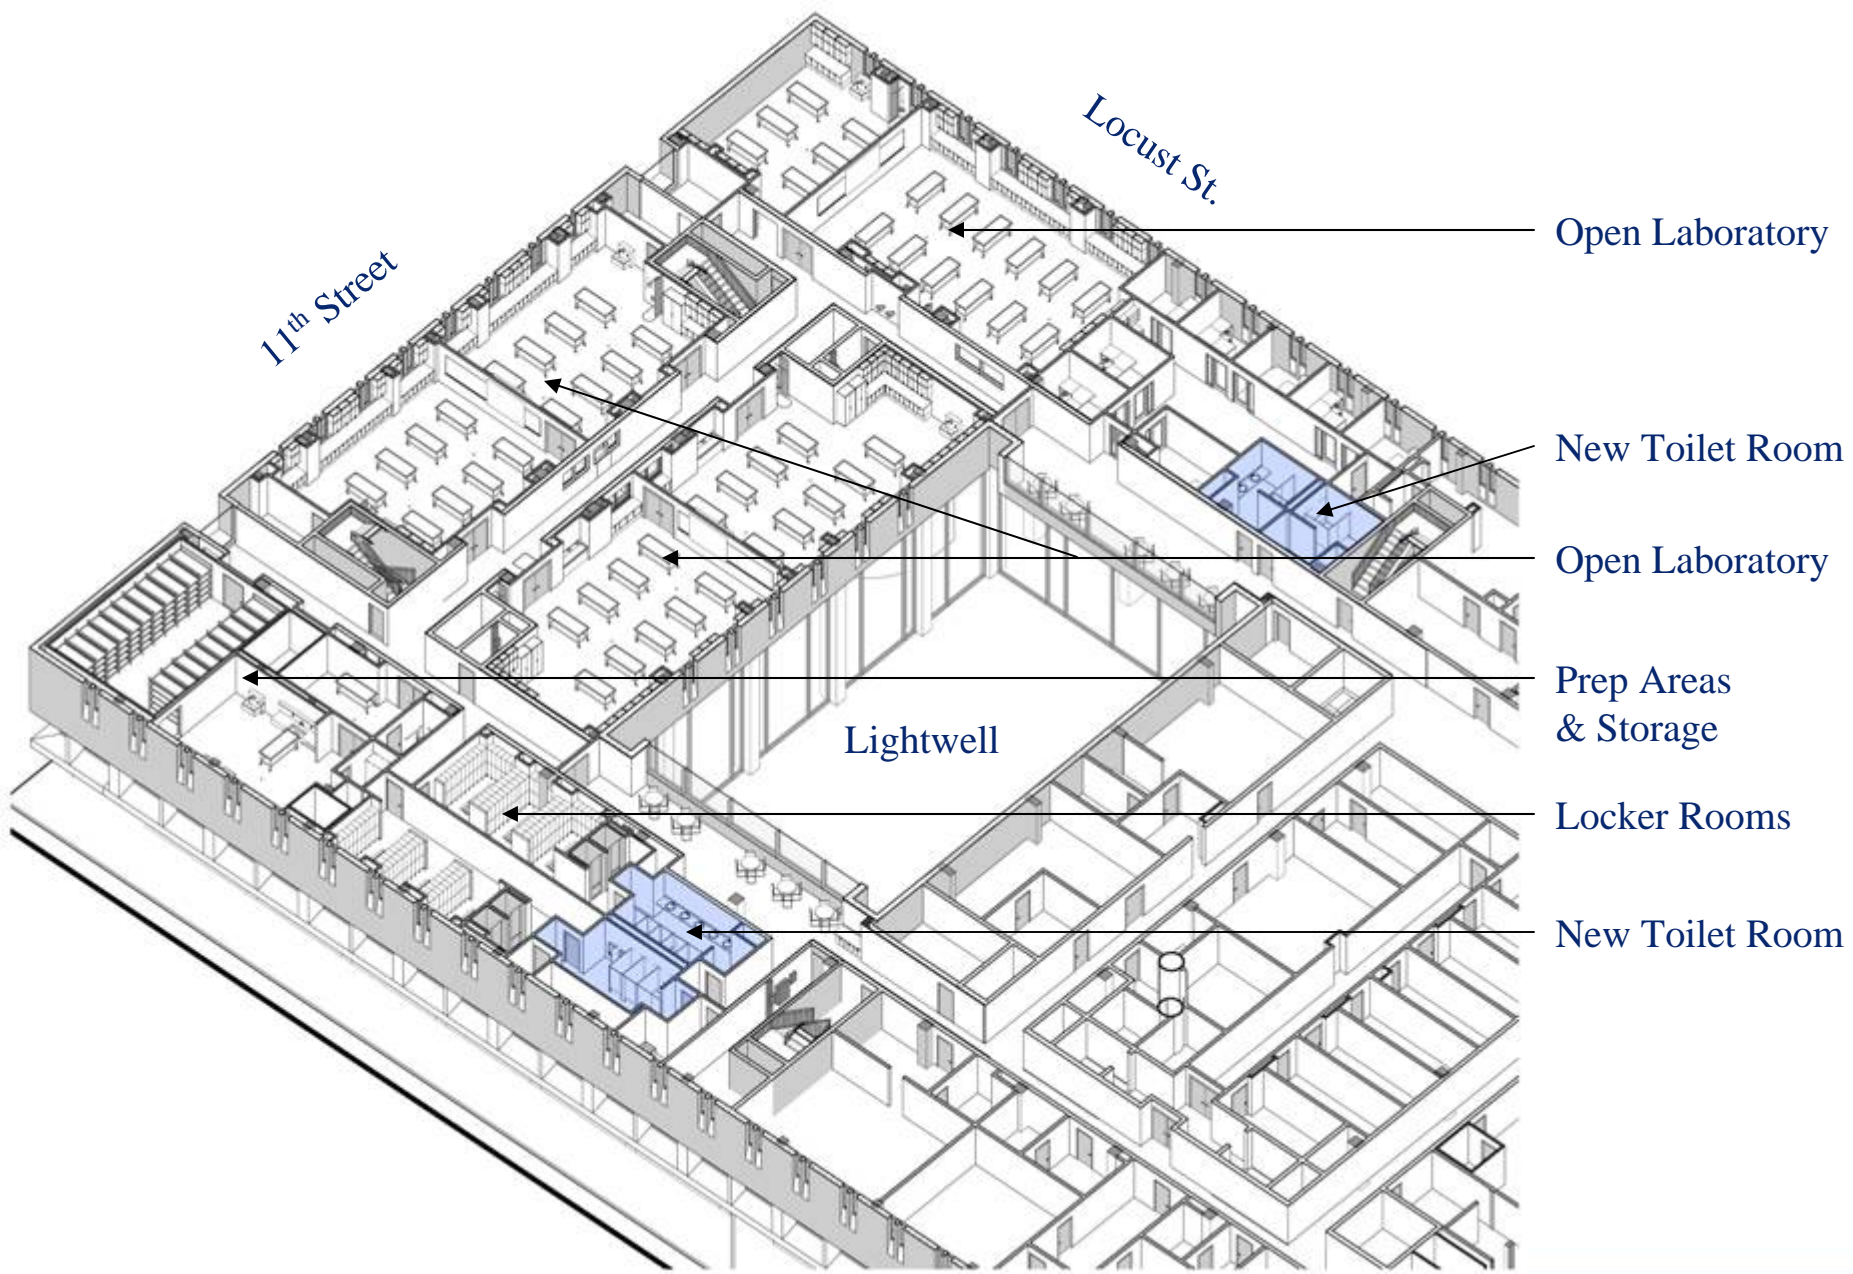 Locust St.
11th Street
Open Laboratory
New Toilet Room
Open Laboratory
Prep Areas
& Storage
Lightwell
Locker Rooms
New Toilet Room